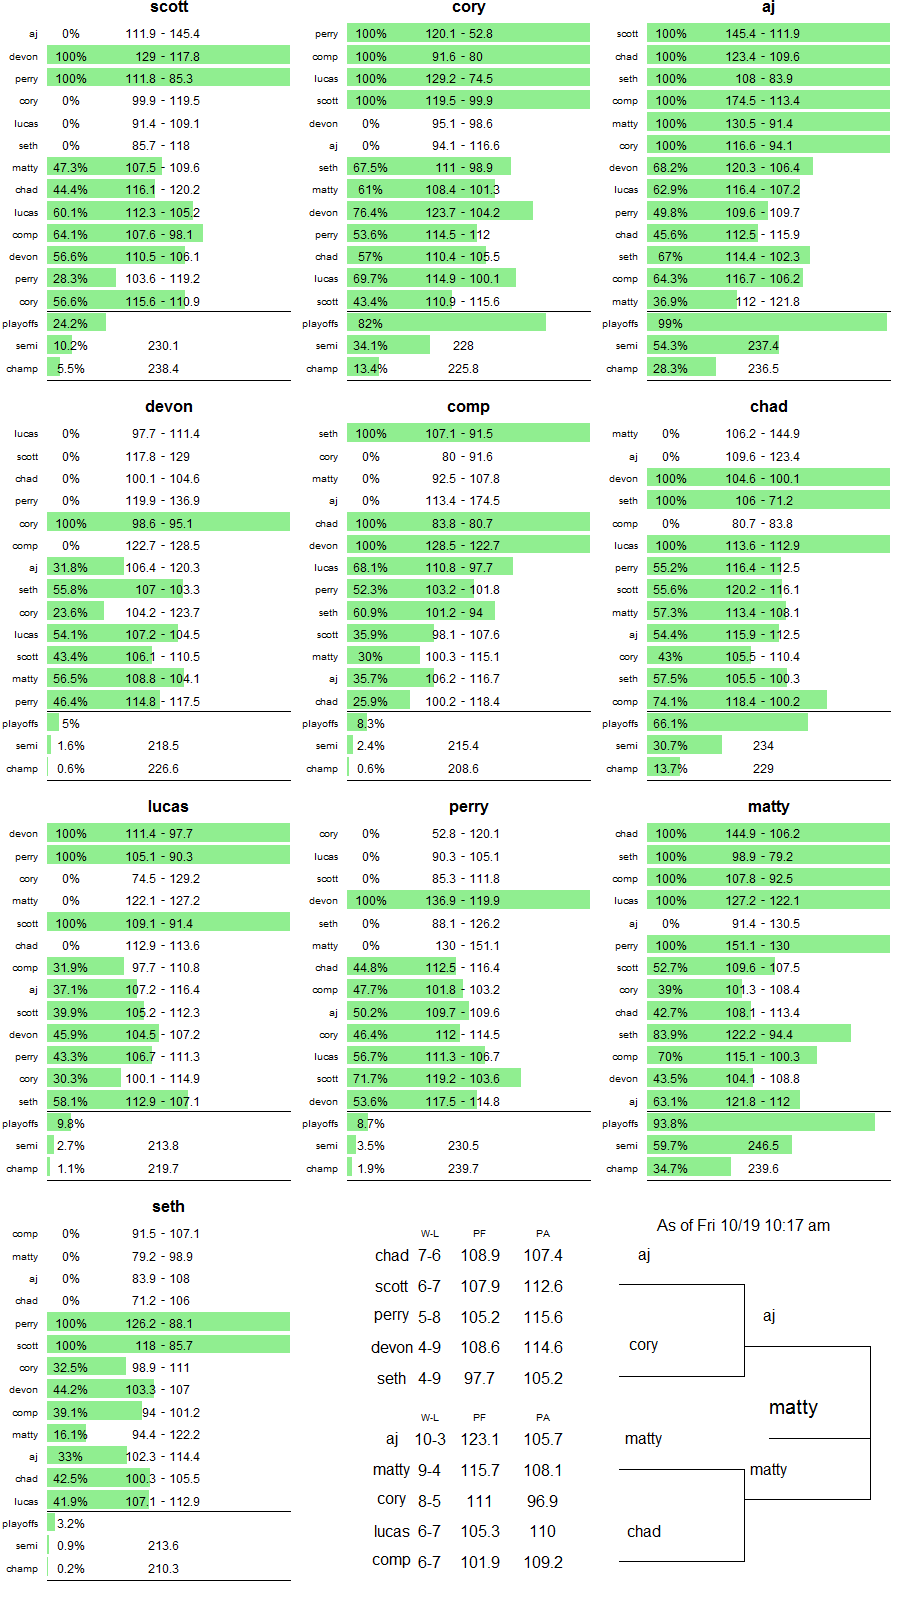 scott
aj 0% 111.9 - 145.4
devon 100% 129 - 117.8
perry 100% 111.8 - 85.3
cory 0% 99.9 - 119.5
lucas 0% 91.4 - 109.1
seth 0% 85.7 - 118
matty 47.3% 107.5 - 109.6
chad 44.4% 116.1 - 120.2
lucas 60.1% 112.3 - 105.2
comp 64.1% 107.6 - 98.1
devon 56.6% 110.5 - 106.1
perry 28.3% 103.6 - 119.2
cory 56.6% 115.6 - 110.9
playoffs 24.2%
semi 10.2% 230.1
champ 5.5% 238.4
cory
perry 100% 120.1 - 52.8
comp 100% 91.6 - 80
lucas 100% 129.2 - 74.5
scott 100% 119.5 - 99.9
devon 0% 95.1 - 98.6
aj 0% 94.1 - 116.6
seth 67.5% 111 - 98.9
matty 61% 108.4 - 101.3
devon 76.4% 123.7 - 104.2
perry 53.6% 114.5 - 112
chad 57% 110.4 - 105.5
lucas 69.7% 114.9 - 100.1
scott 43.4% 110.9 - 115.6
playoffs 82%
semi 34.1% 228
champ 13.4% 225.8
aj
scott 100% 145.4 - 111.9
chad 100% 123.4 - 109.6
seth 100% 108 - 83.9
comp 100% 174.5 - 113.4
matty 100% 130.5 - 91.4
cory 100% 116.6 - 94.1
devon 68.2% 120.3 - 106.4
lucas 62.9% 116.4 - 107.2
perry 49.8% 109.6 - 109.7
chad 45.6% 112.5 - 115.9
seth 67% 114.4 - 102.3
comp 64.3% 116.7 - 106.2
matty 36.9% 112 - 121.8
playoffs 99%
semi 54.3% 237.4
champ 28.3% 236.5
devon
lucas 0% 97.7 - 111.4
scott 0% 117.8 - 129
chad 0% 100.1 - 104.6
perry 0% 119.9 - 136.9
cory 100% 98.6 - 95.1
comp 0% 122.7 - 128.5
aj 31.8% 106.4 - 120.3
seth 55.8% 107 - 103.3
cory 23.6% 104.2 - 123.7
lucas 54.1% 107.2 - 104.5
scott 43.4% 106.1 - 110.5
matty 56.5% 108.8 - 104.1
perry 46.4% 114.8 - 117.5
playoffs 5%
semi 1.6% 218.5
champ 0.6% 226.6
comp
seth 100% 107.1 - 91.5
cory 0% 80 - 91.6
matty 0% 92.5 - 107.8
aj 0% 113.4 - 174.5
chad 100% 83.8 - 80.7
devon 100% 128.5 - 122.7
lucas 68.1% 110.8 - 97.7
perry 52.3% 103.2 - 101.8
seth 60.9% 101.2 - 94
scott 35.9% 98.1 - 107.6
matty 30% 100.3 - 115.1
aj 35.7% 106.2 - 116.7
chad 25.9% 100.2 - 118.4
playoffs 8.3%
semi 2.4% 215.4
champ 0.6% 208.6
chad
matty 0% 106.2 - 144.9
aj 0% 109.6 - 123.4
devon 100% 104.6 - 100.1
seth 100% 106 - 71.2
comp 0% 80.7 - 83.8
lucas 100% 113.6 - 112.9
perry 55.2% 116.4 - 112.5
scott 55.6% 120.2 - 116.1
matty 57.3% 113.4 - 108.1
aj 54.4% 115.9 - 112.5
cory 43% 105.5 - 110.4
seth 57.5% 105.5 - 100.3
comp 74.1% 118.4 - 100.2
playoffs 66.1%
semi 30.7% 234
champ 13.7% 229
lucas
devon 100% 111.4 - 97.7
perry 100% 105.1 - 90.3
cory 0% 74.5 - 129.2
matty 0% 122.1 - 127.2
scott 100% 109.1 - 91.4
chad 0% 112.9 - 113.6
comp 31.9% 97.7 - 110.8
aj 37.1% 107.2 - 116.4
scott 39.9% 105.2 - 112.3
devon 45.9% 104.5 - 107.2
perry 43.3% 106.7 - 111.3
cory 30.3% 100.1 - 114.9
seth 58.1% 112.9 - 107.1
playoffs 9.8%
semi 2.7% 213.8
champ 1.1% 219.7
perry
cory 0% 52.8 - 120.1
lucas 0% 90.3 - 105.1
scott 0% 85.3 - 111.8
devon 100% 136.9 - 119.9
seth 0% 88.1 - 126.2
matty 0% 130 - 151.1
chad 44.8% 112.5 - 116.4
comp 47.7% 101.8 - 103.2
aj 50.2% 109.7 - 109.6
cory 46.4% 112 - 114.5
lucas 56.7% 111.3 - 106.7
scott 71.7% 119.2 - 103.6
devon 53.6% 117.5 - 114.8
playoffs 8.7%
semi 3.5% 230.5
champ 1.9% 239.7
matty
chad 100% 144.9 - 106.2
seth 100% 98.9 - 79.2
comp 100% 107.8 - 92.5
lucas 100% 127.2 - 122.1
aj 0% 91.4 - 130.5
perry 100% 151.1 - 130
scott 52.7% 109.6 - 107.5
cory 39% 101.3 - 108.4
chad 42.7% 108.1 - 113.4
seth 83.9% 122.2 - 94.4
comp 70% 115.1 - 100.3
devon 43.5% 104.1 - 108.8
aj 63.1% 121.8 - 112
playoffs 93.8%
semi 59.7% 246.5
champ 34.7% 239.6
seth
comp 0% 91.5 - 107.1
matty 0% 79.2 - 98.9
aj 0% 83.9 - 108
chad 0% 71.2 - 106
perry 100% 126.2 - 88.1
scott 100% 118 - 85.7
cory 32.5% 98.9 - 111
devon 44.2% 103.3 - 107
comp 39.1% 94 - 101.2
matty 16.1% 94.4 - 122.2
aj 33% 102.3 - 114.4
chad 42.5% 100.3 - 105.5
lucas 41.9% 107.1 - 112.9
playoffs 3.2%
semi 0.9% 213.6
champ 0.2% 210.3
W-L PF PA
chad 7-6 108.9 107.4
scott 6-7 107.9 112.6
perry 5-8 105.2 115.6
devon 4-9 108.6 114.6
seth 4-9 97.7 105.2
W-L PF PA
aj 10-3 123.1 105.7
matty 9-4 115.7 108.1
cory 8-5 111 96.9
lucas 6-7 105.3 110
comp 6-7 101.9 109.2
As of Fri 10/19 10:17 am
aj
aj
cory
matty
matty
matty
chad